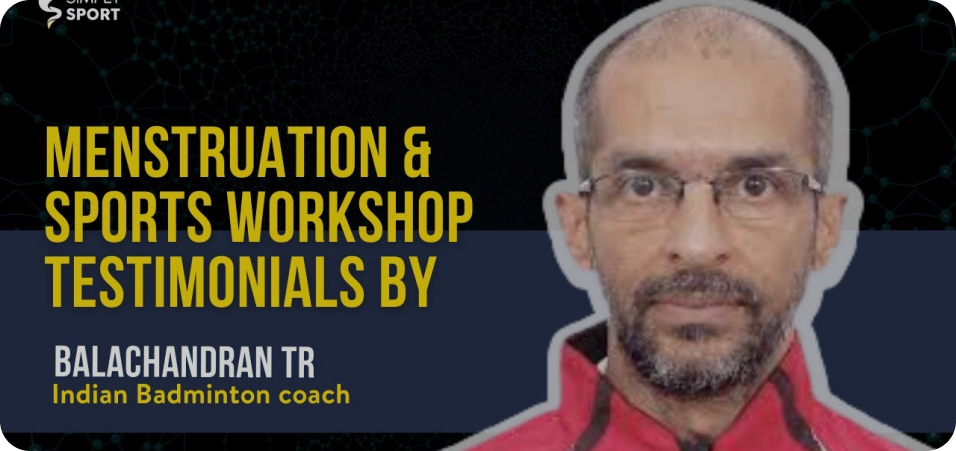 SPORT
MENSTRUATION &
SPORTS WORKSHOP
TESTIMONIALS BY
BALACHANDRAN TR
Indian Badminton coach